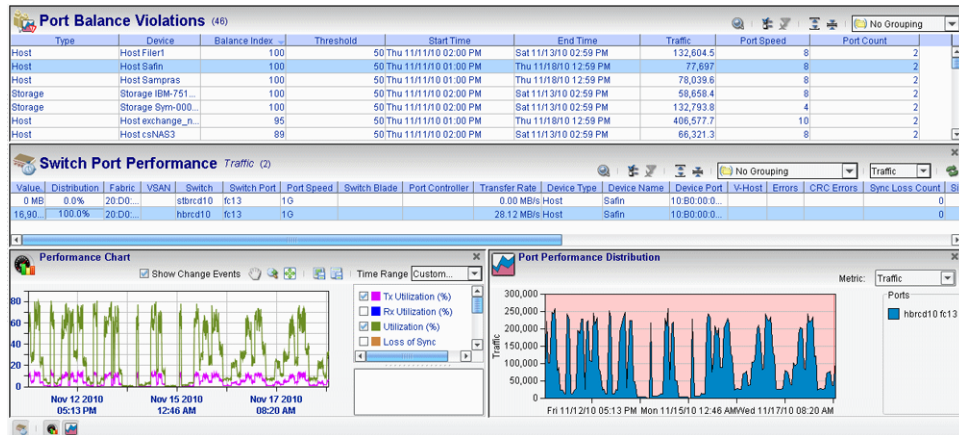 Port Balance Violations (46)
No Grouping
Type Device Balance Index Threshold Start Time End Time Traffic Port Speed Port Count
Host Host Filer1 100 50 Thu 11/11/10 02:00 PM Sat 11/13/10 02:59 PM 132,604.5 8 2
Host Host Safin 100 50 Thu 11/11/10 01:00 PM Thu 11/18/10 12:59 PM 77,697 8 2
Host Host Sampras 100 50 Thu 11/11/10 01:00 PM Thu 11/18/10 12:59 PM 78,039.6 8 2
Storage Storage IBM-751... 100 50 Thu 11/11/10 02:00 PM Sat 11/13/10 02:59 PM 58,658.4 8 2
Storage Storage Sym-000... 100 50 Thu 11/11/10 02:00 PM Sat 11/13/10 02:59 PM 132,793.8 4 2
Host Host exchange_n... 95 50 Thu 11/11/10 01:00 PM Thu 11/18/10 12:59 PM 406,577.7 10 2
Host Host csNAS3 89 50 Thu 11/11/10 02:00 PM Sat 11/13/10 02:59 PM 66,321.3 8 2
Switch Port Performance Traffic (2)
No Grouping Traffic
Value, Distribution Fabric VSAN Switch Switch Port Port Speed Switch Blade Port Controller Transfer Rate Device Type Device Name Device Port V-Host Errors CRC Errors Sync Loss Count Si
0 MB 0.0% 20:D0:... stbrcd10 fc13 1G 0.00 MB/s Host Safin 10:B0:00:0... 0
16,90... 100.0% 20:D0:... hbrcd10 fc13 1G 28.12 MB/s Host Safin 10:B0:00:0... 0
Performance Chart
Show Change Events Time Range Custom...
80
60
40
20
0
Nov 12 2010 05:13 PM
Nov 15 2010 12:46 AM
Nov 17 2010 08:20 AM
Tx Utilization (%)
Rx Utilization (%)
Utilization (%)
Loss of Sync
Port Performance Distribution
Metric: Traffic
Traffic
300,000
250,000
200,000
150,000
100,000
50,000
0
Fri 11/12/10 05:13 PM Mon 11/15/10 12:46 AM Wed 11/17/10 08:20 AM
Ports
hbrcd10 fc13